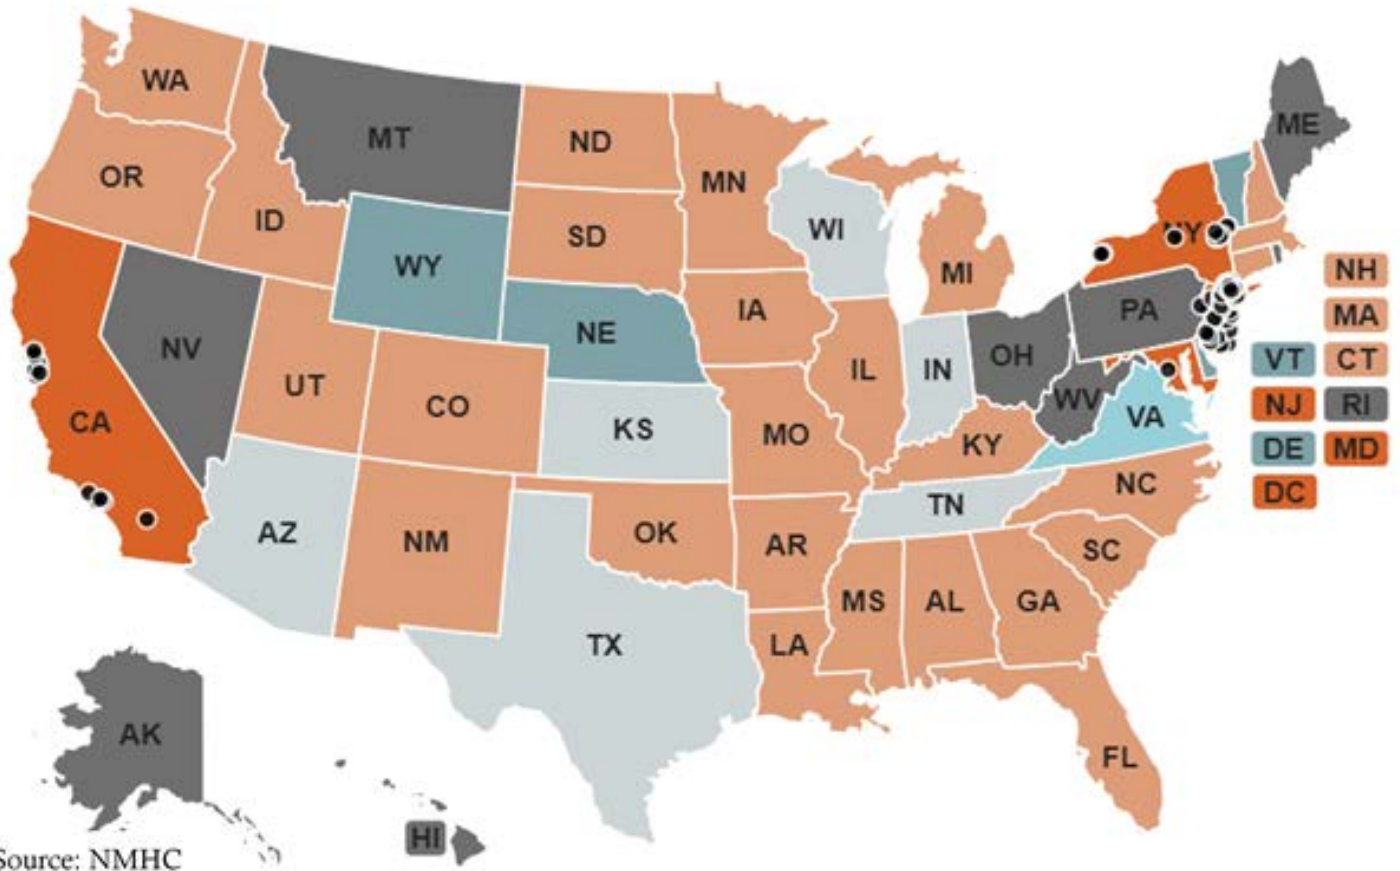 WA
MT
ND
MN
ME
OR
ID
SD
WI
NY
WY
MI
NH
IA
PA
MA
NE
NV
OH
VT CT
UT
IL
IN
CO
WV
NJ RI
CA
KS
MO
VA
KY
DE MD
NC
DC
TN
AZ
NM
OK
AR
SC
MS
AL
GA
TX
LA
AK
FL
HI
Source: NMHC